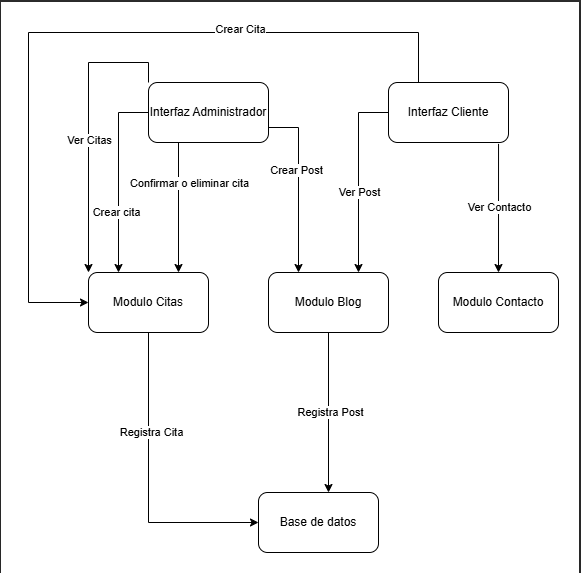 Crear Cita
Interfaz Administrador
Interfaz Cliente
Ver Citas
Crear Post
Confirmar o eliminar cita
Ver Post
Ver Contacto
Crear cita
Modulo Citas
Modulo Blog
Modulo Contacto
Registra Post
Registra Cita
Base de datos